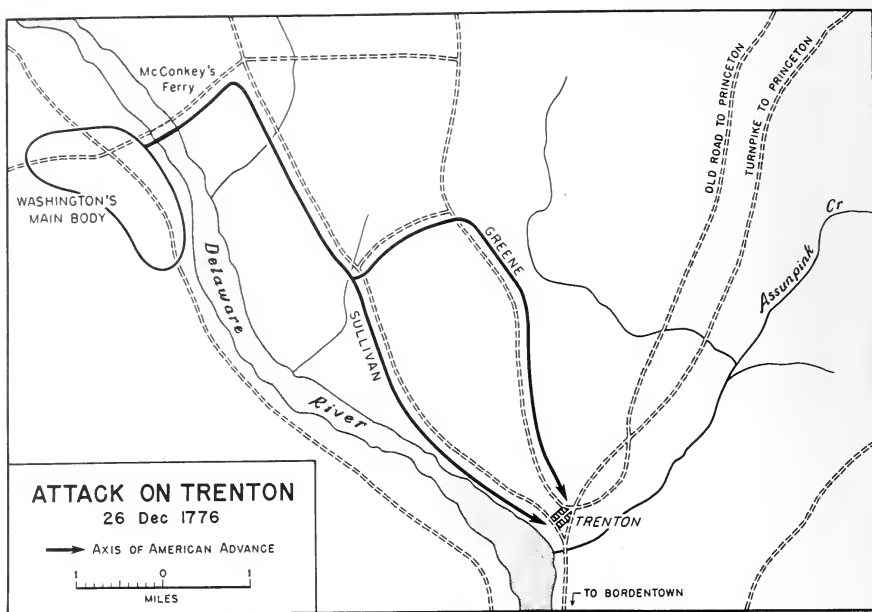 McConkey's
Ferry
WASHINGTON'S
MAIN BODY
Delaware
River
SULLIVAN
GREENE
OLD ROAD TO PRINCETON
TURNPIKE TO PRINCETON
Assunpink
Cr
TRENTON
TO BORDENTOWN
ATTACK ON TRENTON
26 Dec 1776
AXIS OF AMERICAN ADVANCE
1 0 1
MILES